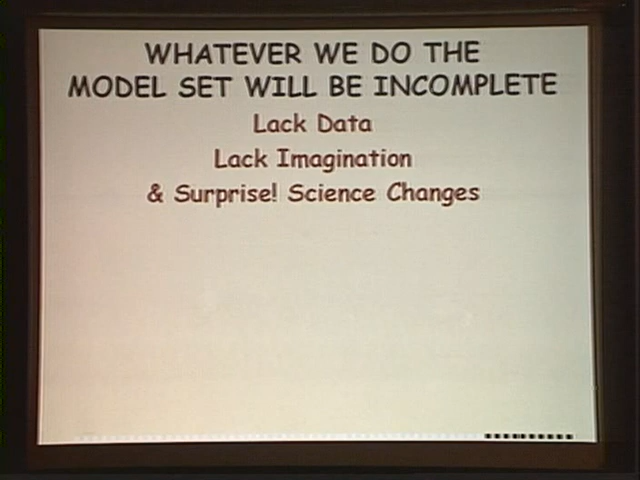 WHATEVER WE DO THE
MODEL SET WILL BE INCOMPLETE
Lack Data
Lack Imagination
& Surprise! Science Changes